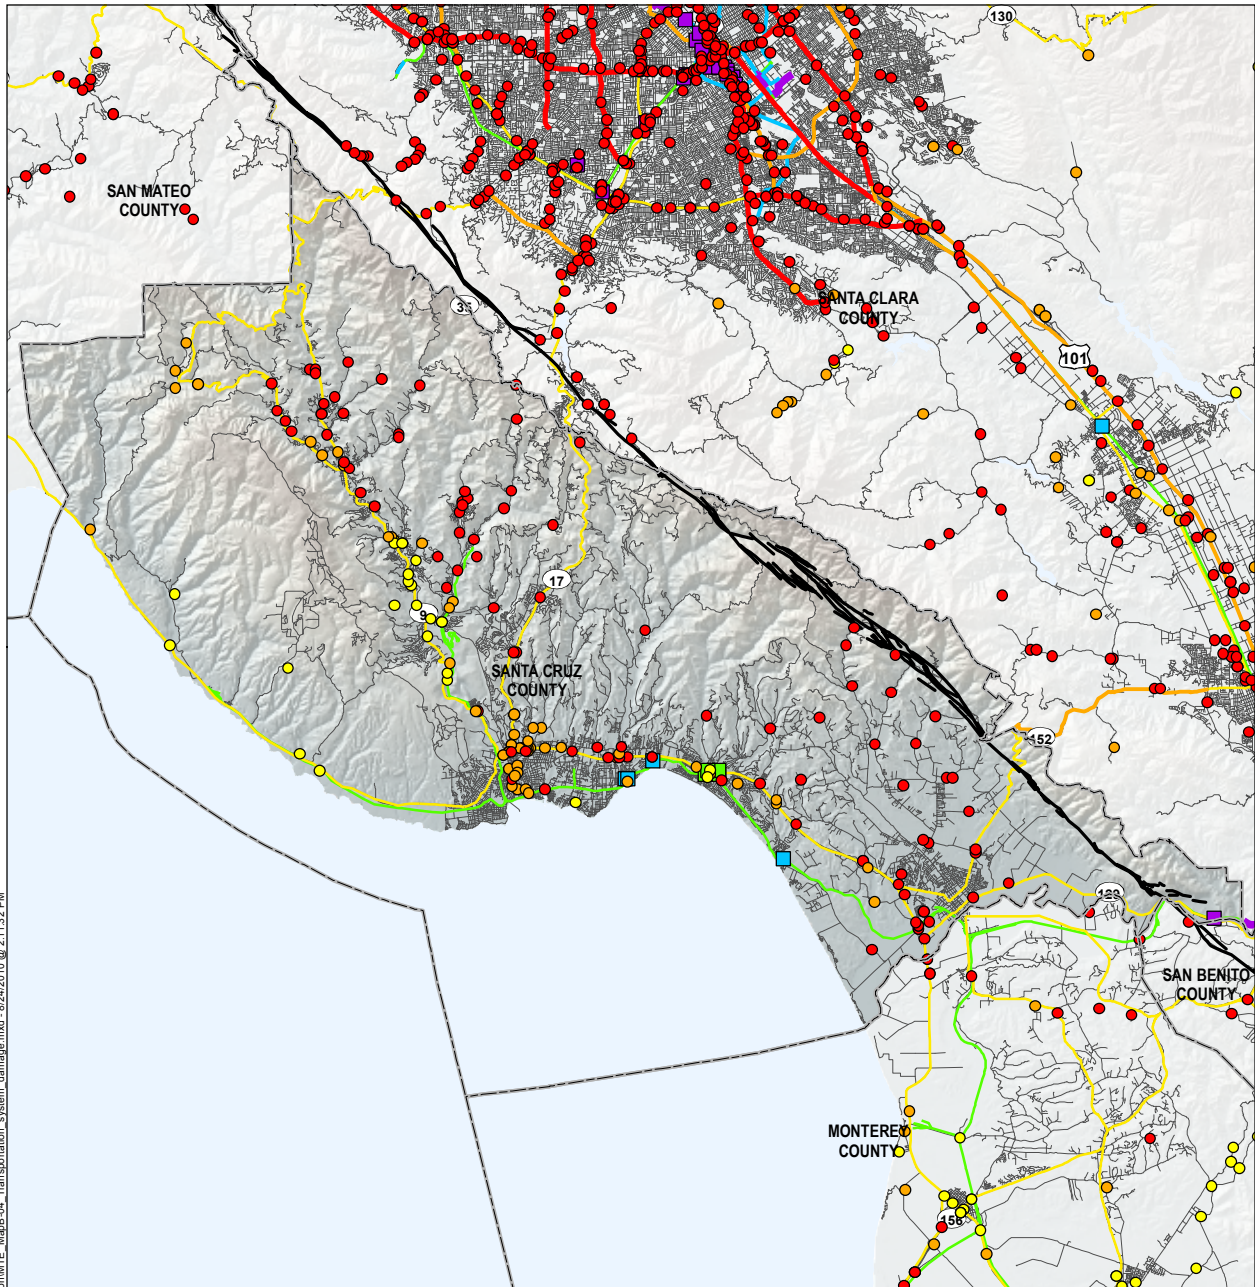 130
SAN MATEO
COUNTY
SANTA CLARA
COUNTY
35
101
17
9
SANTA CRUZ
COUNTY
152
129
SAN BENITO
COUNTY
MONTEREY
COUNTY
156